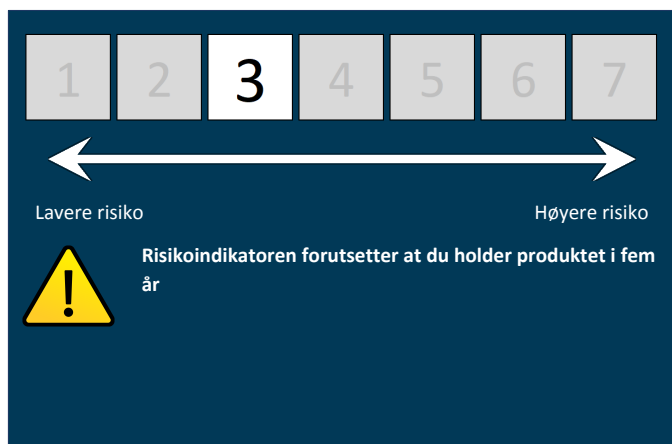 1 2 3 4 5 6 7
Lavere risiko Høyere risiko
Risikoindikatoren forutsetter at du holder produktet i fem
år